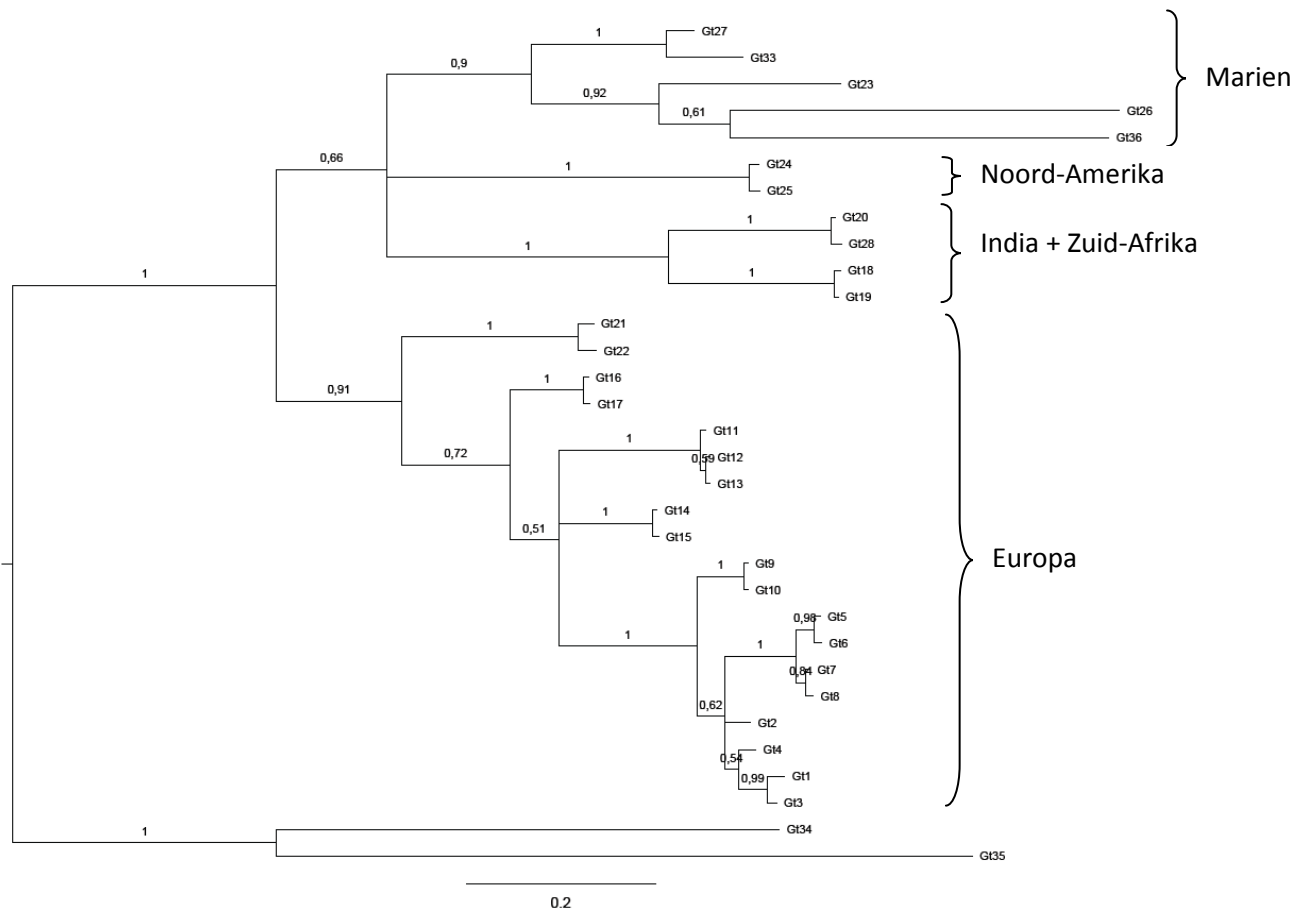 1
Gt27
Gt33
0,9
Gt23
0,92
Gt26
0,61
Gt36
Marien
0,66
1
Gt24
Gt25
Noord-Amerika
1
Gt20
Gt28
1
1
Gt18
Gt19
India + Zuid-Afrika
1
1
Gt21
Gt22
0,91
1
Gt16
Gt17
0,72
1
Gt11
0,59
Gt12
Gt13
0,51
1
Gt14
Gt15
1
Gt9
Gt10
Europa
1
0,98
Gt5
Gt6
1
0,84
Gt7
Gt8
0,62
Gt2
0,54
Gt4
0,99
Gt1
Gt3
1
Gt34
Gt35
0.2